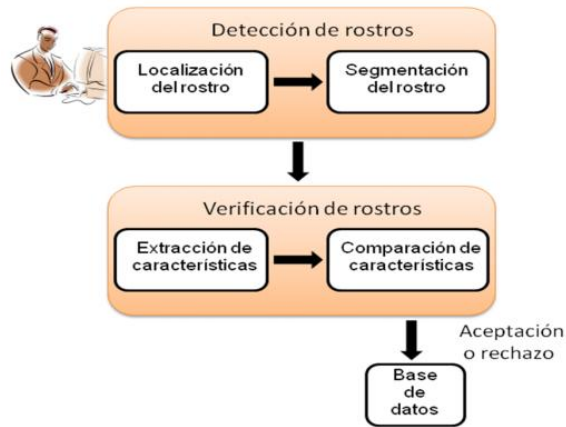 Detección de rostros
Localización
del rostro
Segmentación
del rostro
Verificación de rostros
Extracción de
características
Comparación de
características
Aceptación
o rechazo
Base
de
datos